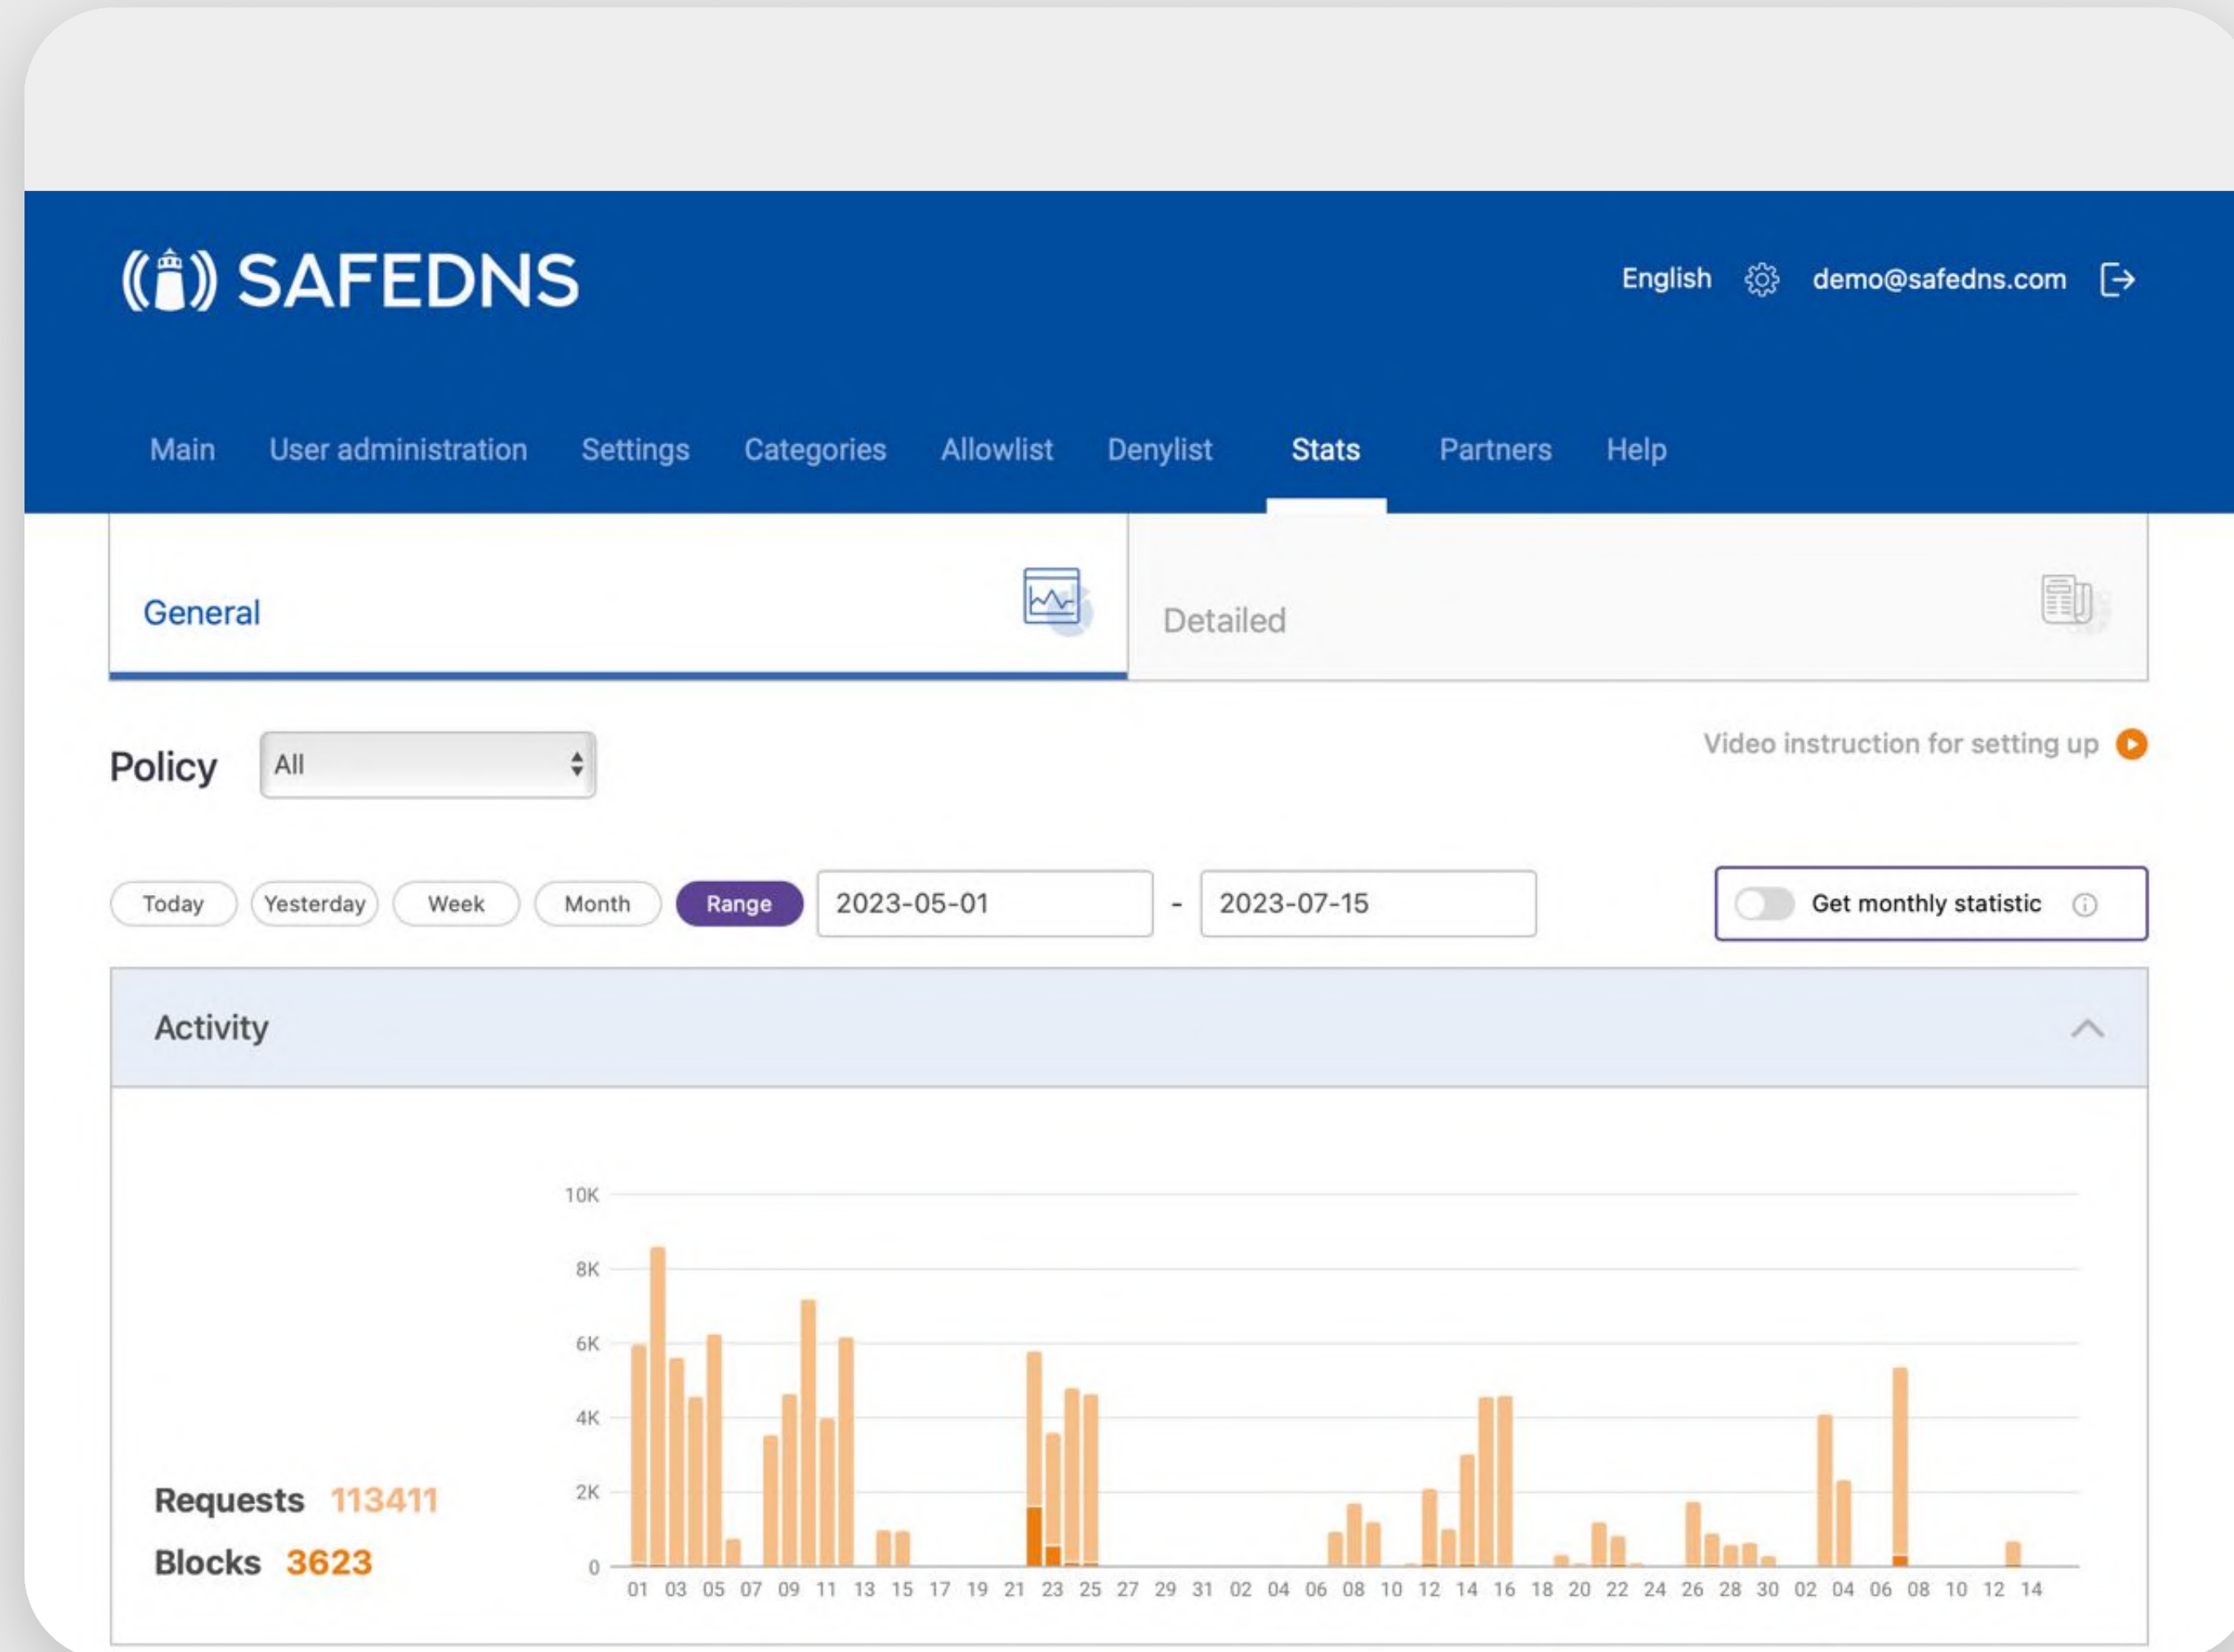 SAFEDNS
English demo@safedns.com
Main User administration Settings Categories Allowlist Denylist Stats Partners Help
General
Detailed
Policy All
Video instruction for setting up
Today Yesterday Week Month Range 2023-05-01 - 2023-07-15 Get monthly statistic
Activity
10K
8K
6K
4K
2K
0
Requests 113411
Blocks 3623
01 03 05 07 09 11 13 15 17 19 21 23 25 27 29 31 02 04 06 08 10 12 14 16 18 20 22 24 26 28 30 02 04 06 08 10 12 14